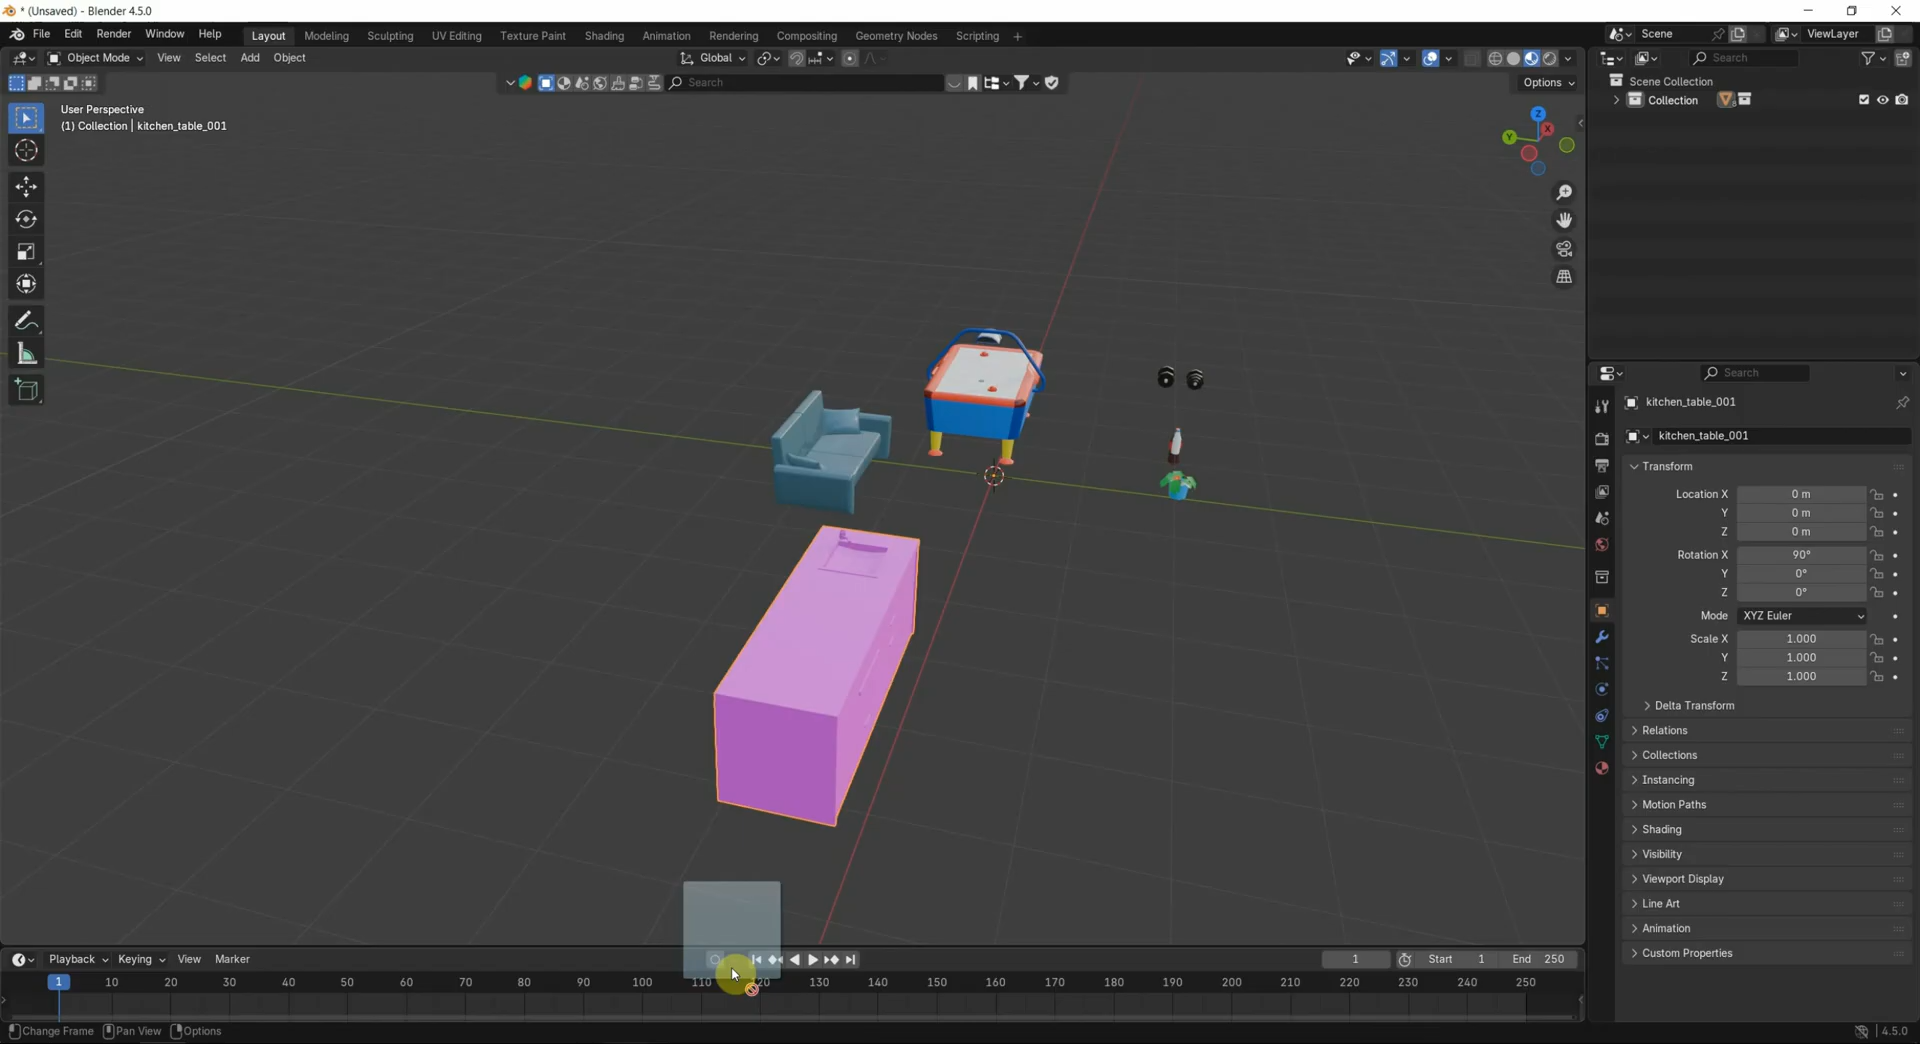 * (Unsaved) - Blender 4.5.0
File Edit Render Window Help Layout Modeling Sculpting UV Editing Texture Paint Shading Animation Rendering Compositing Geometry Nodes Scripting + Scene ViewLayer
Object Mode View Select Add Object Global Search
Search Options
User Perspective
(1) Collection | kitchen_table_001
Z
X
Y
Scene Collection
Collection
Search
kitchen_table_001
kitchen_table_001
Transform
Location X 0 m
Y 0 m
Z 0 m
Rotation X 90°
Y 0°
Z 0°
Mode XYZ Euler
Scale X 1.000
Y 1.000
Z 1.000
Delta Transform
Relations
Collections
Instancing
Motion Paths
Shading
Visibility
Viewport Display
Line Art
Animation
Custom Properties
Playback Keying View Marker 1 Start 1 End 250
1 10 20 30 40 50 60 70 80 90 100 110 120 130 140 150 160 170 180 190 200 210 220 230 240 250
Change Frame Pan View Options 4.5.0